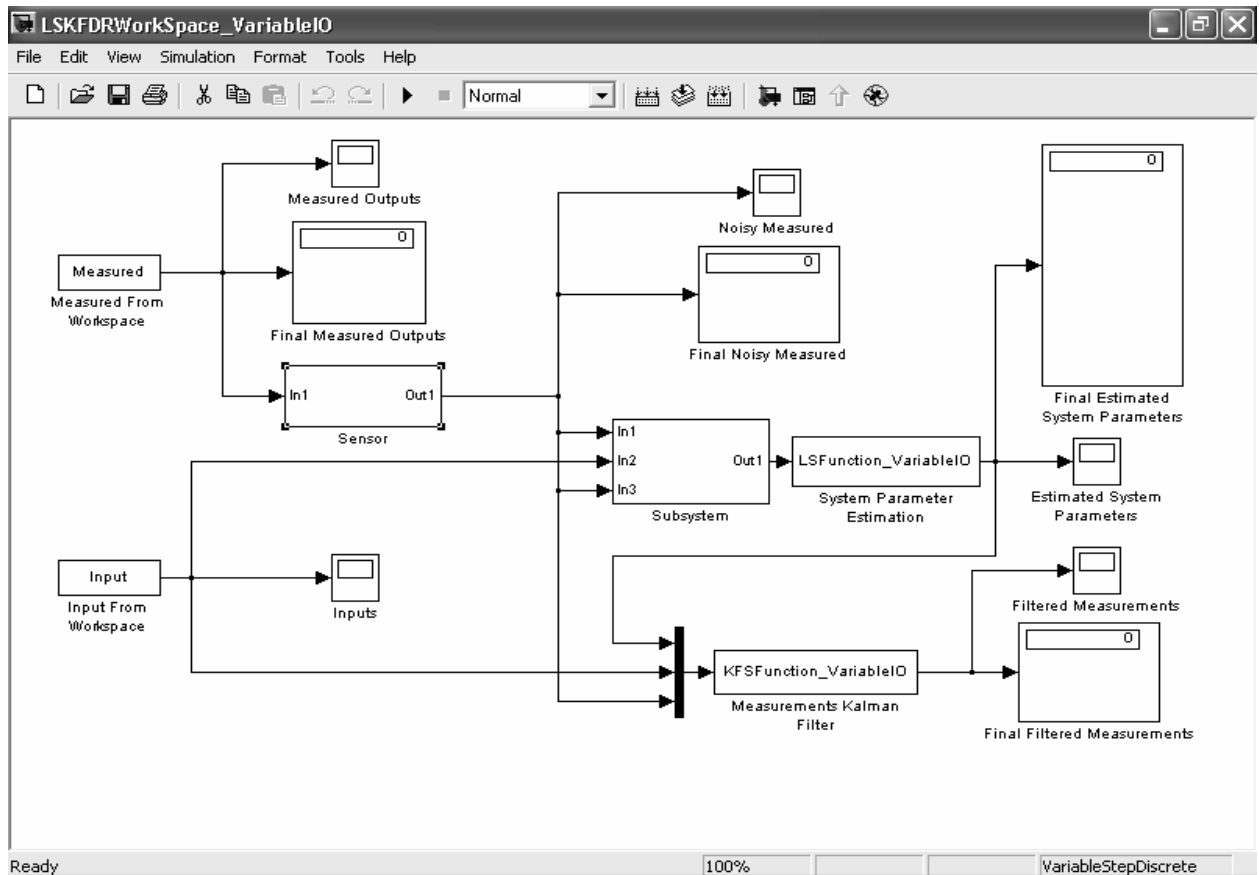 LSKFDRWorkSpace_VariableIO
File Edit View Simulation Format Tools Help
Normal
Measured Outputs
0
Final Measured Outputs
Measured
Measured From
Workspace
In1 Out1
Sensor
Noisy Measured
0
Final Noisy Measured
0
Final Estimated
System Parameters
In1
In2 Out1
In3
Subsystem
LSFunction_VariableIO
System Parameter
Estimation
Estimated System
Parameters
Input
Input From
Workspace
Inputs
Filtered Measurements
KFSFunction_VariableIO
Measurements Kalman
Filter
0
Final Filtered Measurements
Ready 100% VariableStepDiscrete